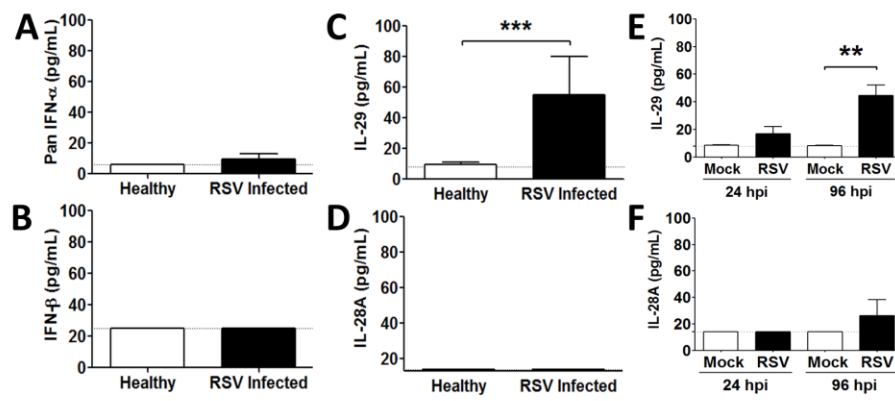 A
Pan IFN-α (pg/mL)
100
80
60
40
20
0
Healthy RSV Infected
B
IFN-β (pg/mL)
100
80
60
40
20
0
Healthy RSV Infected
C
***
IL-29 (pg/mL)
100
80
60
40
20
0
Healthy RSV Infected
D
IL-28A (pg/mL)
100
80
60
40
20
Healthy RSV Infected
E
**
IL-29 (pg/mL)
100
80
60
40
20
0
Mock RSV Mock RSV
24 hpi 96 hpi
F
IL-28A (pg/mL)
100
80
60
40
20
0
Mock RSV Mock RSV
24 hpi 96 hpi